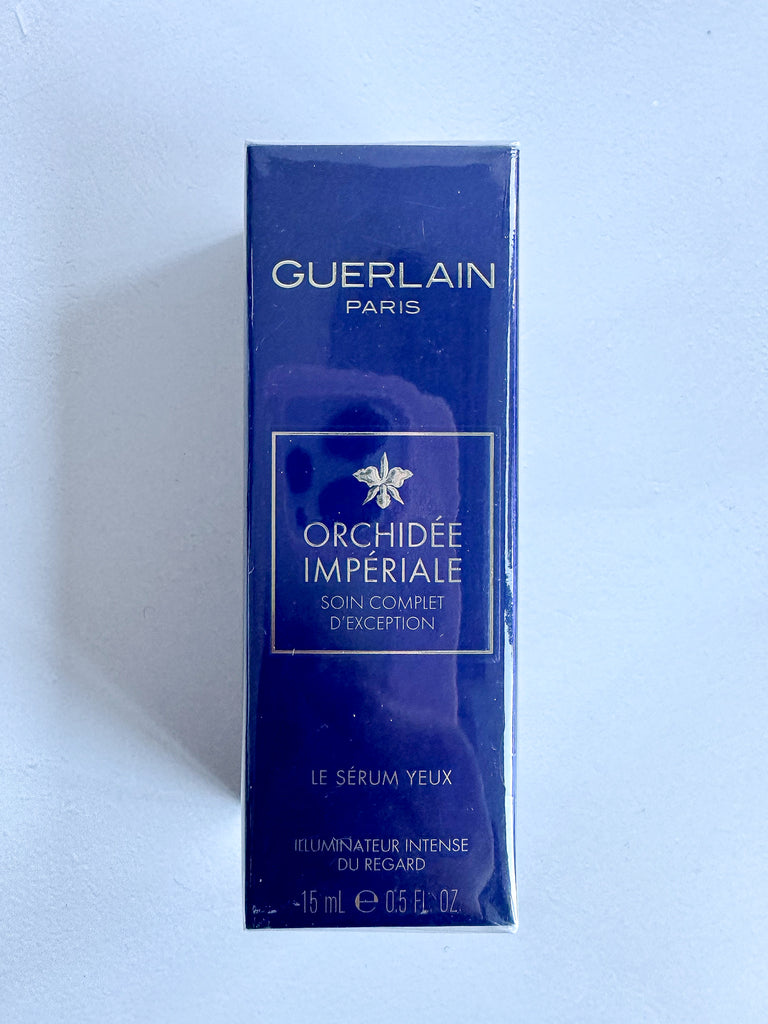 GUERLAIN
PARIS
ORCHIDÉE
IMPÉRIALE
SOIN COMPLET
D'EXCEPTION
LE SÉRUM YEUX
ILLUMINATEUR INTENSE
DU REGARD
15 mL ℮ 0.5 FL. OZ.